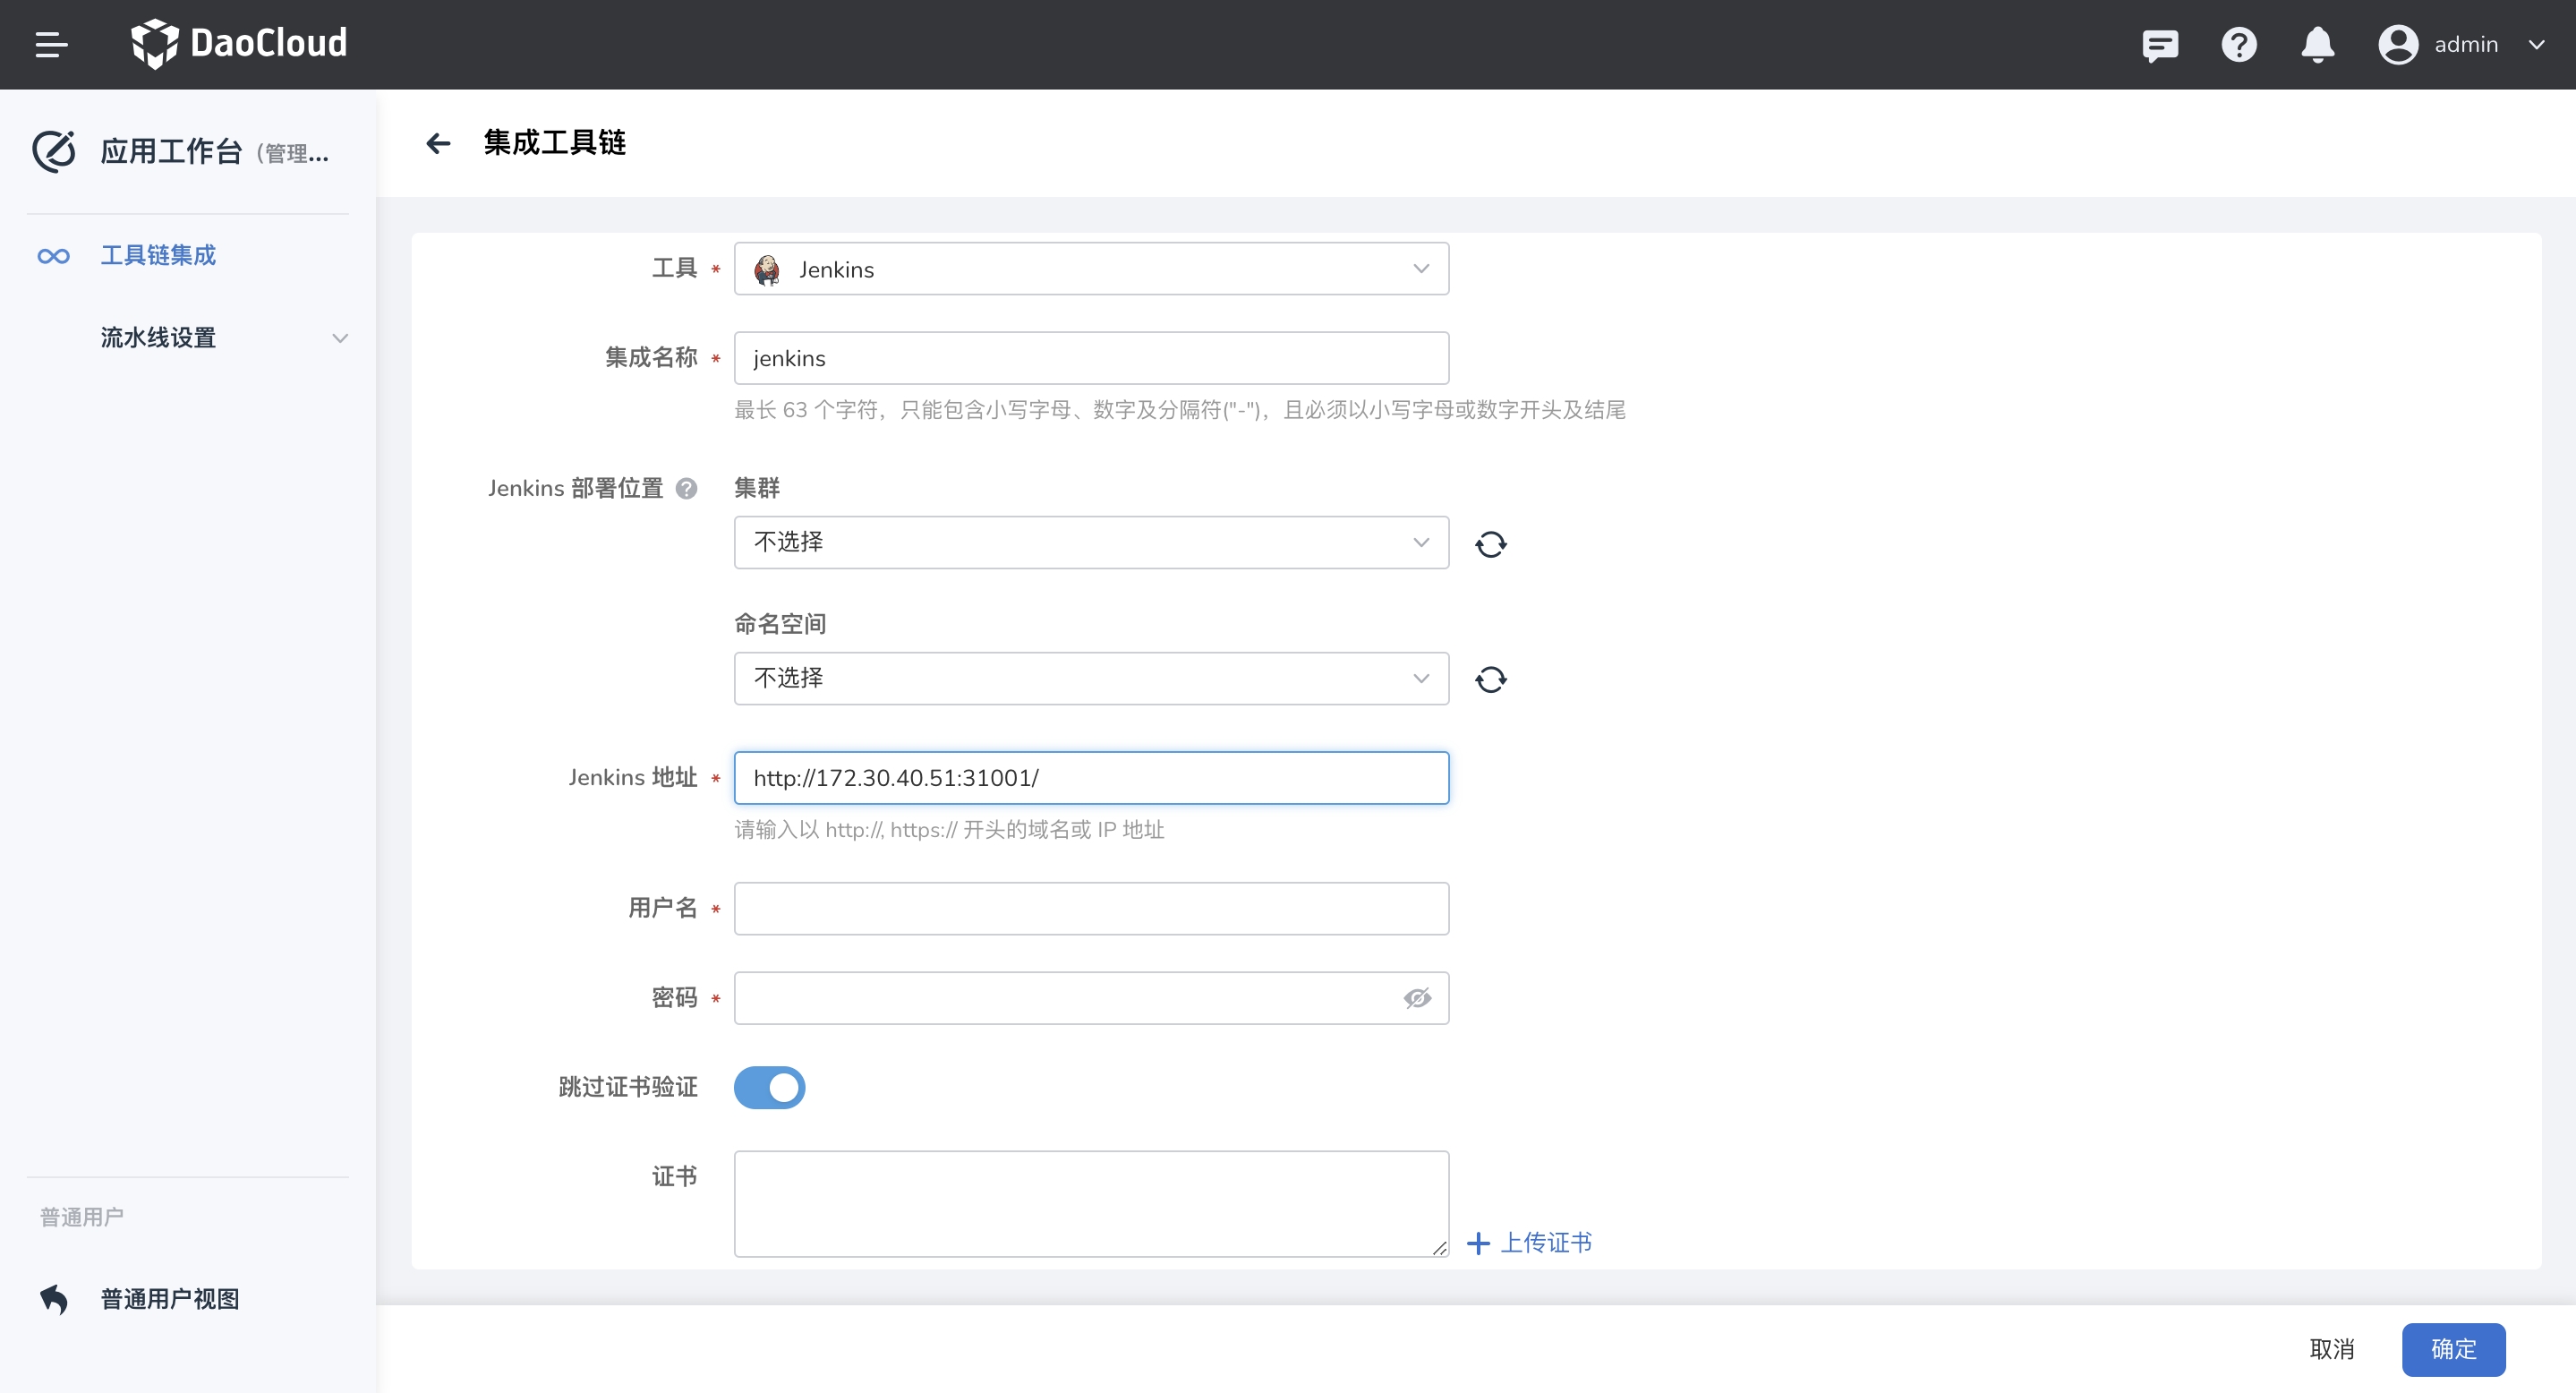 DaoCloud
admin
应用工作台（管理...
工具链集成
流水线设置
普通用户
普通用户视图
集成工具链
工具 * Jenkins
集成名称 * jenkins
最长 63 个字符，只能包含小写字母、数字及分隔符("-")，且必须以小写字母或数字开头及结尾
Jenkins 部署位置 ? 集群
不选择
命名空间
不选择
Jenkins 地址 * http://172.30.40.51:31001/
请输入以 http://, https:// 开头的域名或 IP 地址
用户名 *
密码 *
跳过证书验证
证书
上传证书
取消 确定